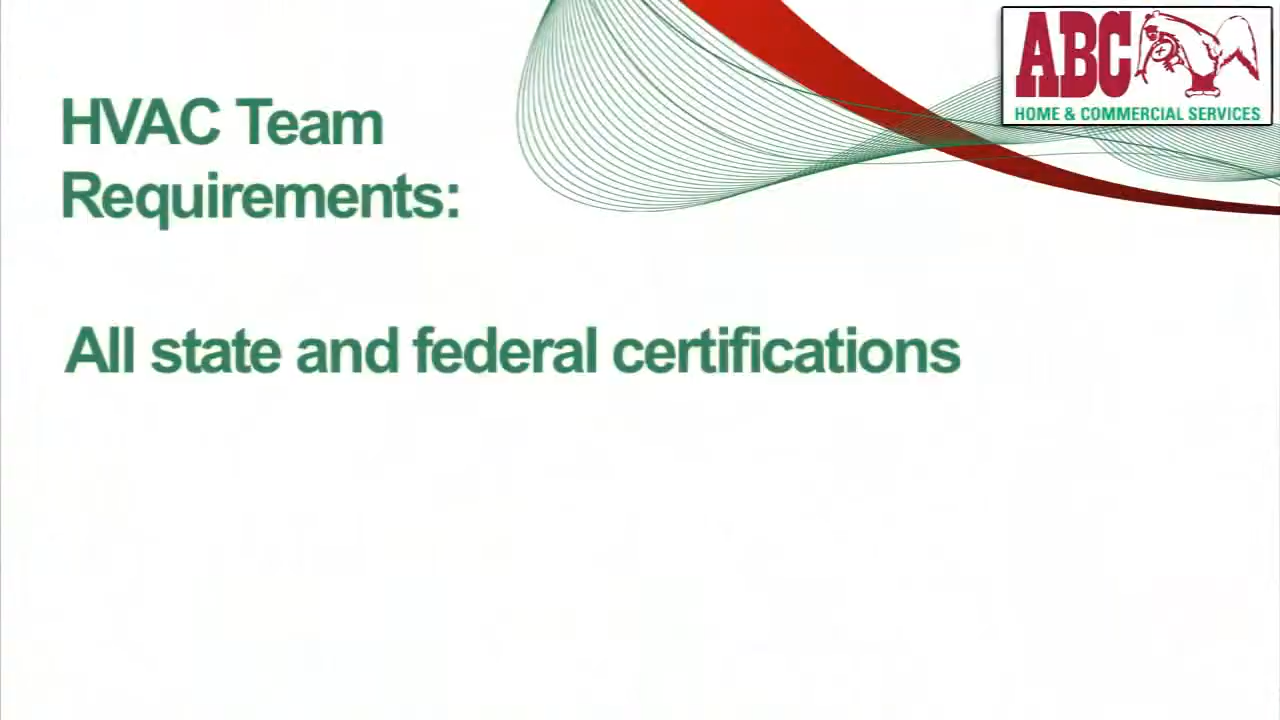 ABC
HOME & COMMERCIAL SERVICES
HVAC Team
Requirements:
All state and federal certifications